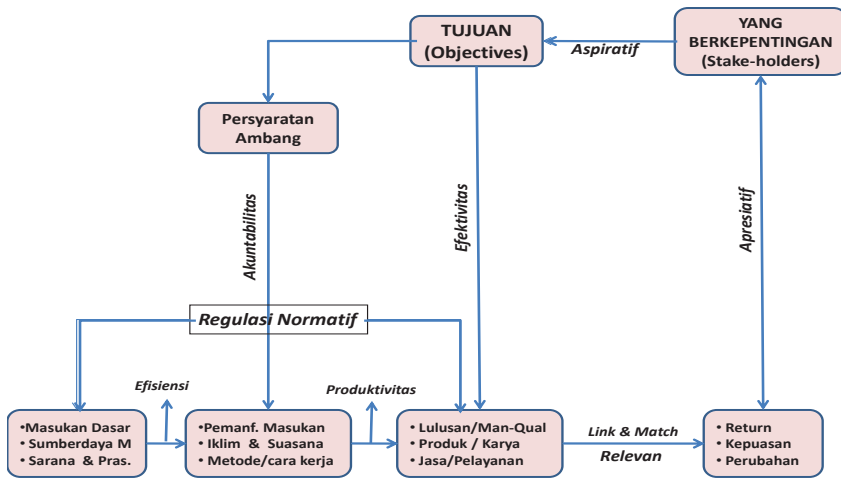 TUJUAN
(Objectives)
Aspiratif
YANG
BERKEPENTINGAN
(Stake-holders)
Persyaratan
Ambang
Akuntabilitas
Efektivitas
Apresiatif
Regulasi Normatif
Efisiensi
Produktivitas
•Masukan Dasar
• Sumberdaya M
• Sarana & Pras.
•Pemanf. Masukan
• Iklim & Suasana
• Metode/cara kerja
• Lulusan/Man-Qual
• Produk / Karya
• Jasa/Pelayanan
Link & Match
Relevan
• Return
• Kepuasan
• Perubahan